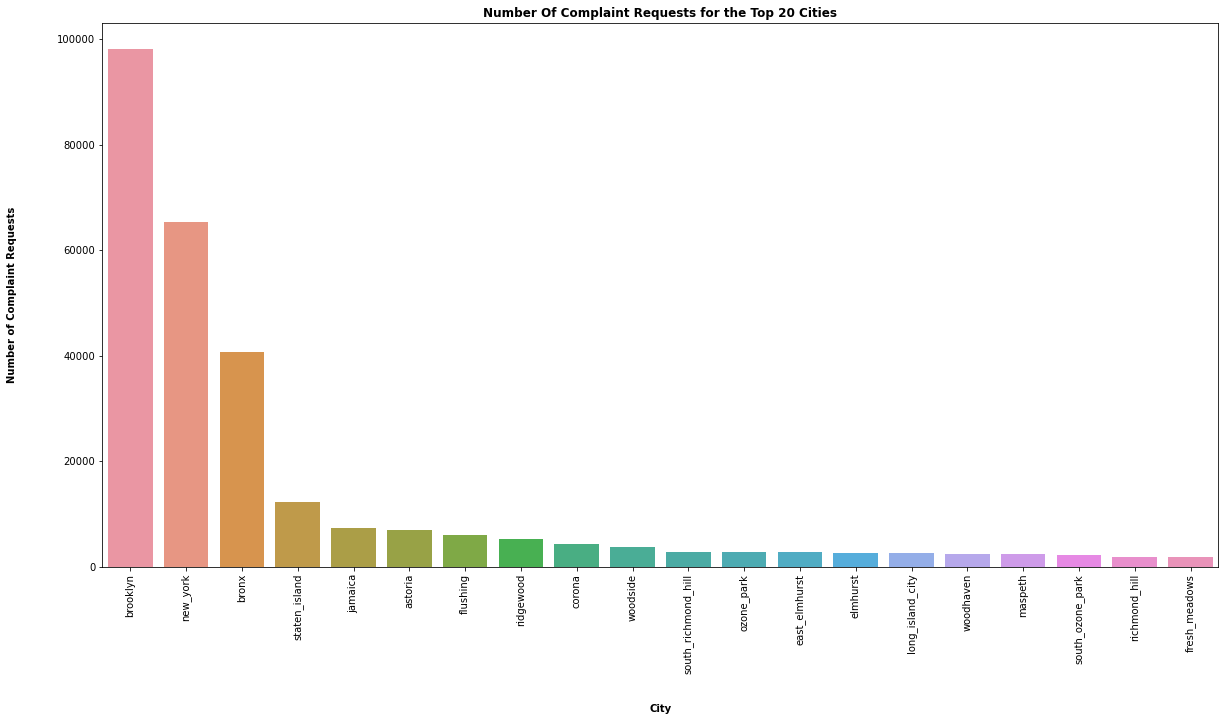 Number Of Complaint Requests for the Top 20 Cities
Number of Complaint Requests
100000
80000
60000
40000
20000
0
brooklyn
new_york
bronx
staten_island
jamaica
astoria
flushing
ridgewood
corona
woodside
south_richmond_hill
ozone_park
east_elmhurst
elmhurst
long_island_city
woodhaven
maspeth
south_ozone_park
richmond_hill
fresh_meadows
City